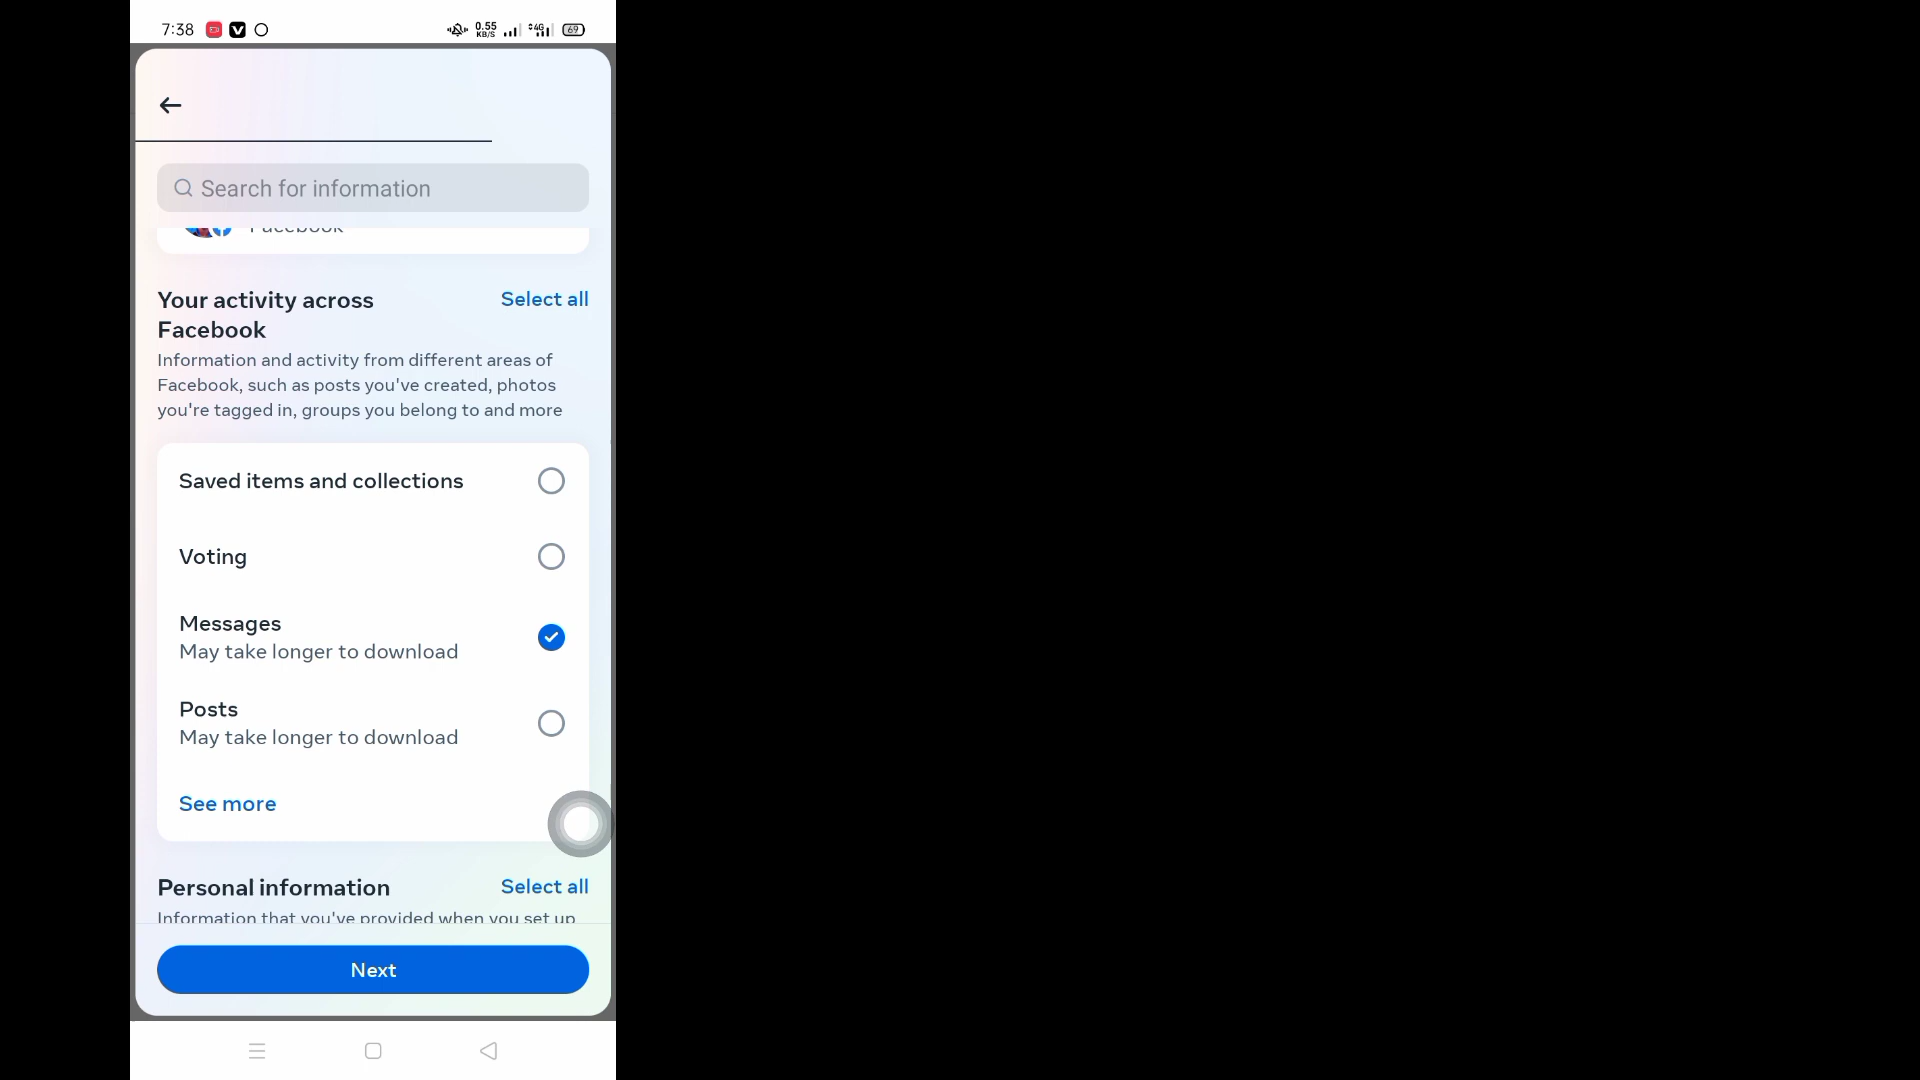 7:38
0.55
KB/S
4G
69
Search for information
Facebook
Your activity across
Facebook
Select all
Information and activity from different areas of
Facebook, such as posts you've created, photos
you're tagged in, groups you belong to and more
Saved items and collections
Voting
Messages
May take longer to download
Posts
May take longer to download
See more
Personal information
Select all
Information that you've provided when you set up
Next